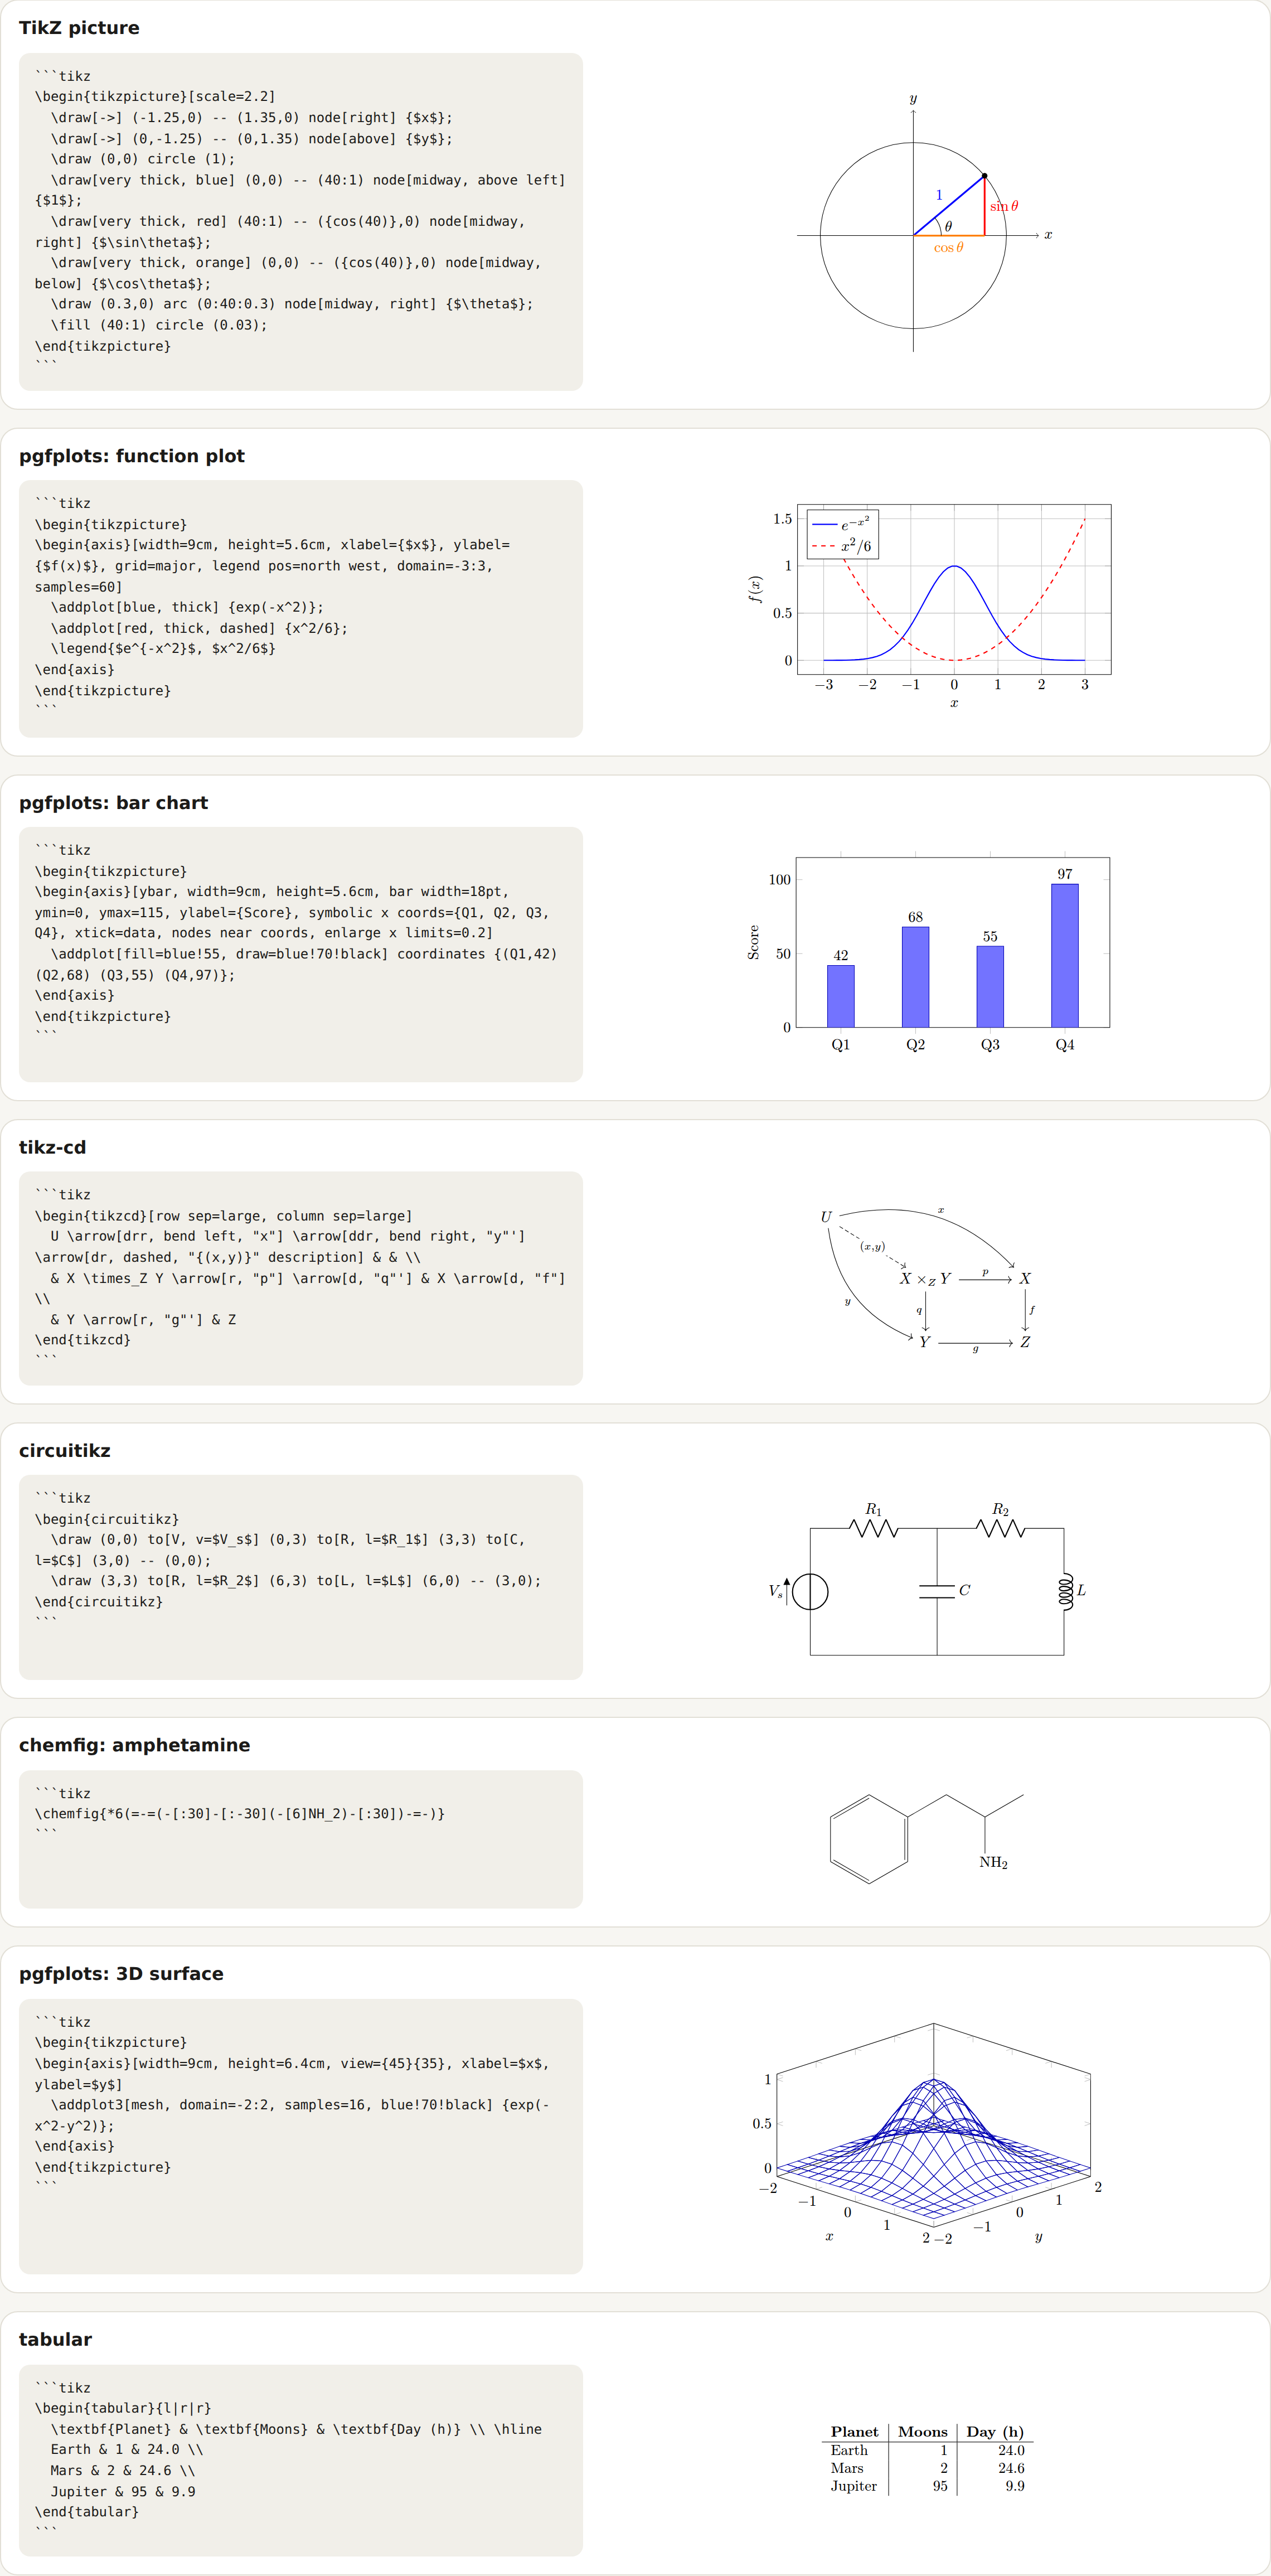 TikZ picture
```tikz
\begin{tikzpicture}[scale=2.2]
  \draw[->] (-1.25,0) -- (1.35,0) node[right] {$x$};
  \draw[->] (0,-1.25) -- (0,1.35) node[above] {$y$};
  \draw (0,0) circle (1);
  \draw[very thick, blue] (0,0) -- (40:1) node[midway, above left]
{$1$};
  \draw[very thick, red] (40:1) -- ({cos(40)},0) node[midway,
right] {$\sin\theta$};
  \draw[very thick, orange] (0,0) -- ({cos(40)},0) node[midway,
below] {$\cos\theta$};
  \draw (0.3,0) arc (0:40:0.3) node[midway, right] {$\theta$};
  \fill (40:1) circle (0.03);
\end{tikzpicture}
```
y
1
sin θ
θ
x
cos θ
pgfplots: function plot
```tikz
\begin{tikzpicture}
\begin{axis}[width=9cm, height=5.6cm, xlabel={$x$}, ylabel=
{$f(x)$}, grid=major, legend pos=north west, domain=-3:3,
samples=60]
  \addplot[blue, thick] {exp(-x^2)};
  \addplot[red, thick, dashed] {x^2/6};
  \legend{$e^{-x^2}$, $x^2/6$}
\end{axis}
\end{tikzpicture}
```
e^{−x^2}
x^2/6
1.5
1
0.5
0
f(x)
−3 −2 −1 0 1 2 3
x
pgfplots: bar chart
```tikz
\begin{tikzpicture}
\begin{axis}[ybar, width=9cm, height=5.6cm, bar width=18pt,
ymin=0, ymax=115, ylabel={Score}, symbolic x coords={Q1, Q2, Q3,
Q4}, xtick=data, nodes near coords, enlarge x limits=0.2]
  \addplot[fill=blue!55, draw=blue!70!black] coordinates {(Q1,42)
(Q2,68) (Q3,55) (Q4,97)};
\end{axis}
\end{tikzpicture}
```
100
50
0
Score
42 68 55 97
Q1 Q2 Q3 Q4
tikz-cd
```tikz
\begin{tikzcd}[row sep=large, column sep=large]
  U \arrow[drr, bend left, "x"] \arrow[ddr, bend right, "y"']
\arrow[dr, dashed, "{(x,y)}" description] & & \\
  & X \times_Z Y \arrow[r, "p"] \arrow[d, "q"'] & X \arrow[d, "f"]
\\
  & Y \arrow[r, "g"'] & Z
\end{tikzcd}
```
U x
(x,y)
X ×_Z Y p X
y q f
Y g Z
circuitikz
```tikz
\begin{circuitikz}
  \draw (0,0) to[V, v=$V_s$] (0,3) to[R, l=$R_1$] (3,3) to[C,
l=$C$] (3,0) -- (0,0);
  \draw (3,3) to[R, l=$R_2$] (6,3) to[L, l=$L$] (6,0) -- (3,0);
\end{circuitikz}
```
R₁ R₂
Vₛ C L
chemfig: amphetamine
```tikz
\chemfig{*6(=-=(-[:30]-[:-30](-[6]NH_2)-[:30])-=-)}
```
NH₂
pgfplots: 3D surface
```tikz
\begin{tikzpicture}
\begin{axis}[width=9cm, height=6.4cm, view={45}{35}, xlabel=$x$,
ylabel=$y$]
  \addplot3[mesh, domain=-2:2, samples=16, blue!70!black] {exp(-
x^2-y^2)};
\end{axis}
\end{tikzpicture}
```
1
0.5
0
−2 −1 0 1 2
x
−2 −1 0 1 2
y
tabular
```tikz
\begin{tabular}{l|r|r}
  \textbf{Planet} & \textbf{Moons} & \textbf{Day (h)} \\ \hline
  Earth & 1 & 24.0 \\
  Mars & 2 & 24.6 \\
  Jupiter & 95 & 9.9
\end{tabular}
```
Planet Moons Day (h)
Earth 1 24.0
Mars 2 24.6
Jupiter 95 9.9